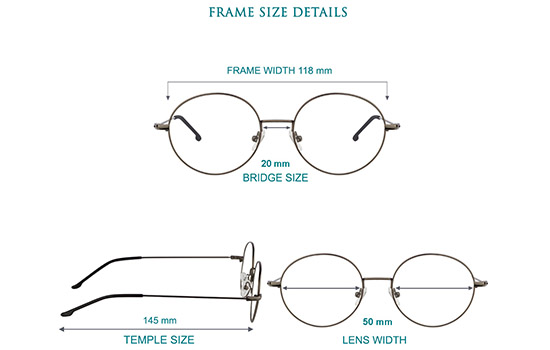 FRAME SIZE DETAILS
FRAME WIDTH 118 mm
20 mm
BRIDGE SIZE
145 mm
TEMPLE SIZE
50 mm
LENS WIDTH